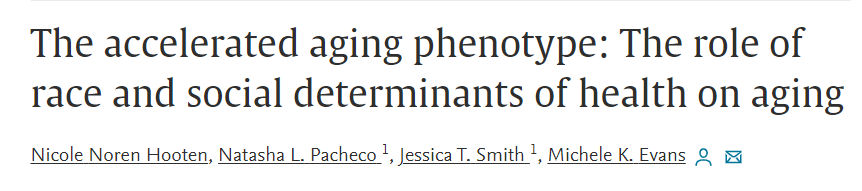 The accelerated aging phenotype: The role of
race and social determinants of health on aging
Nicole Noren Hooten, Natasha L. Pacheco 1, Jessica T. Smith 1, Michele K. Evans